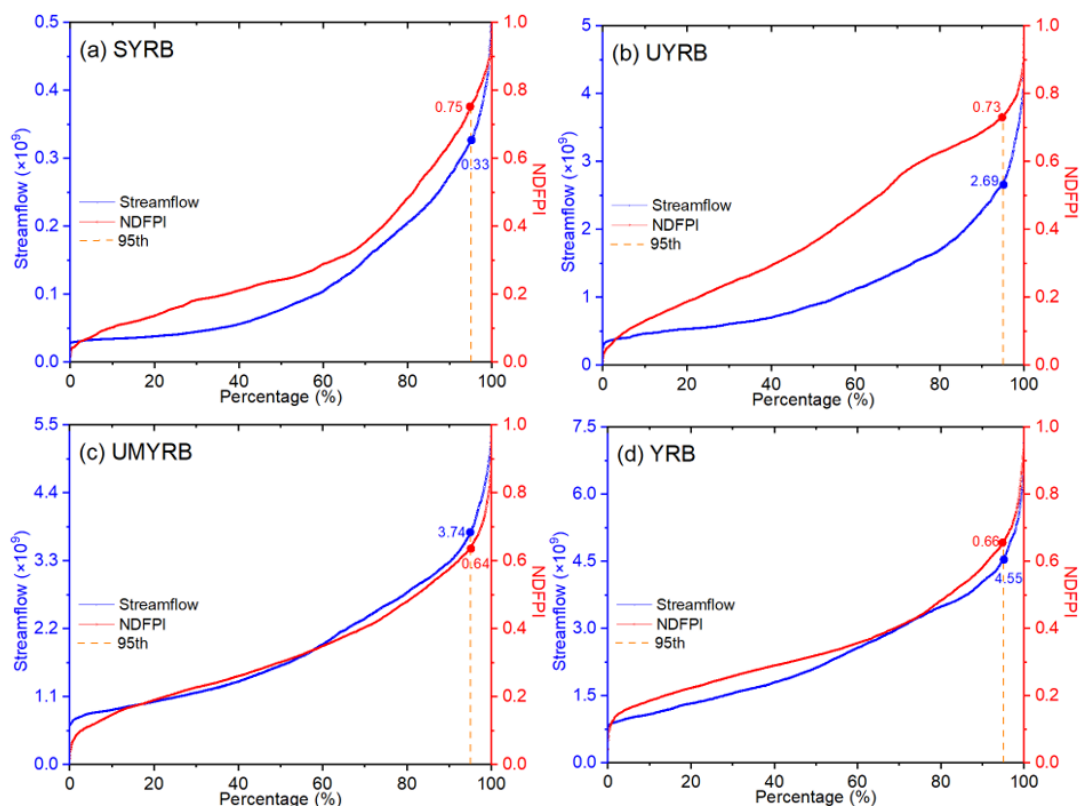 (a) SYRB
Streamflow (×10⁹)
0.5
0.4
0.3
0.2
0.1
0.0
1.0
0.8
0.6
0.4
0.2
0.0
NDFPI
0.75
0.33
Streamflow
NDFPI
95th
0 20 40 60 80 100
Percentage (%)
(b) UYRB
Streamflow (×10⁹)
5
4
3
2
1
0
1.0
0.8
0.6
0.4
0.2
0.0
NDFPI
0.73
2.69
Streamflow
NDFPI
95th
0 20 40 60 80 100
Percentage (%)
(c) UMYRB
Streamflow (×10⁹)
5.5
4.4
3.3
2.2
1.1
0.0
1.0
0.8
0.6
0.4
0.2
0.0
NDFPI
3.74
0.64
Streamflow
NDFPI
95th
0 20 40 60 80 100
Percentage (%)
(d) YRB
Streamflow (×10⁹)
7.5
6.0
4.5
3.0
1.5
0.0
1.0
0.8
0.6
0.4
0.2
0.0
NDFPI
0.66
4.55
Streamflow
NDFPI
95th
0 20 40 60 80 100
Percentage (%)